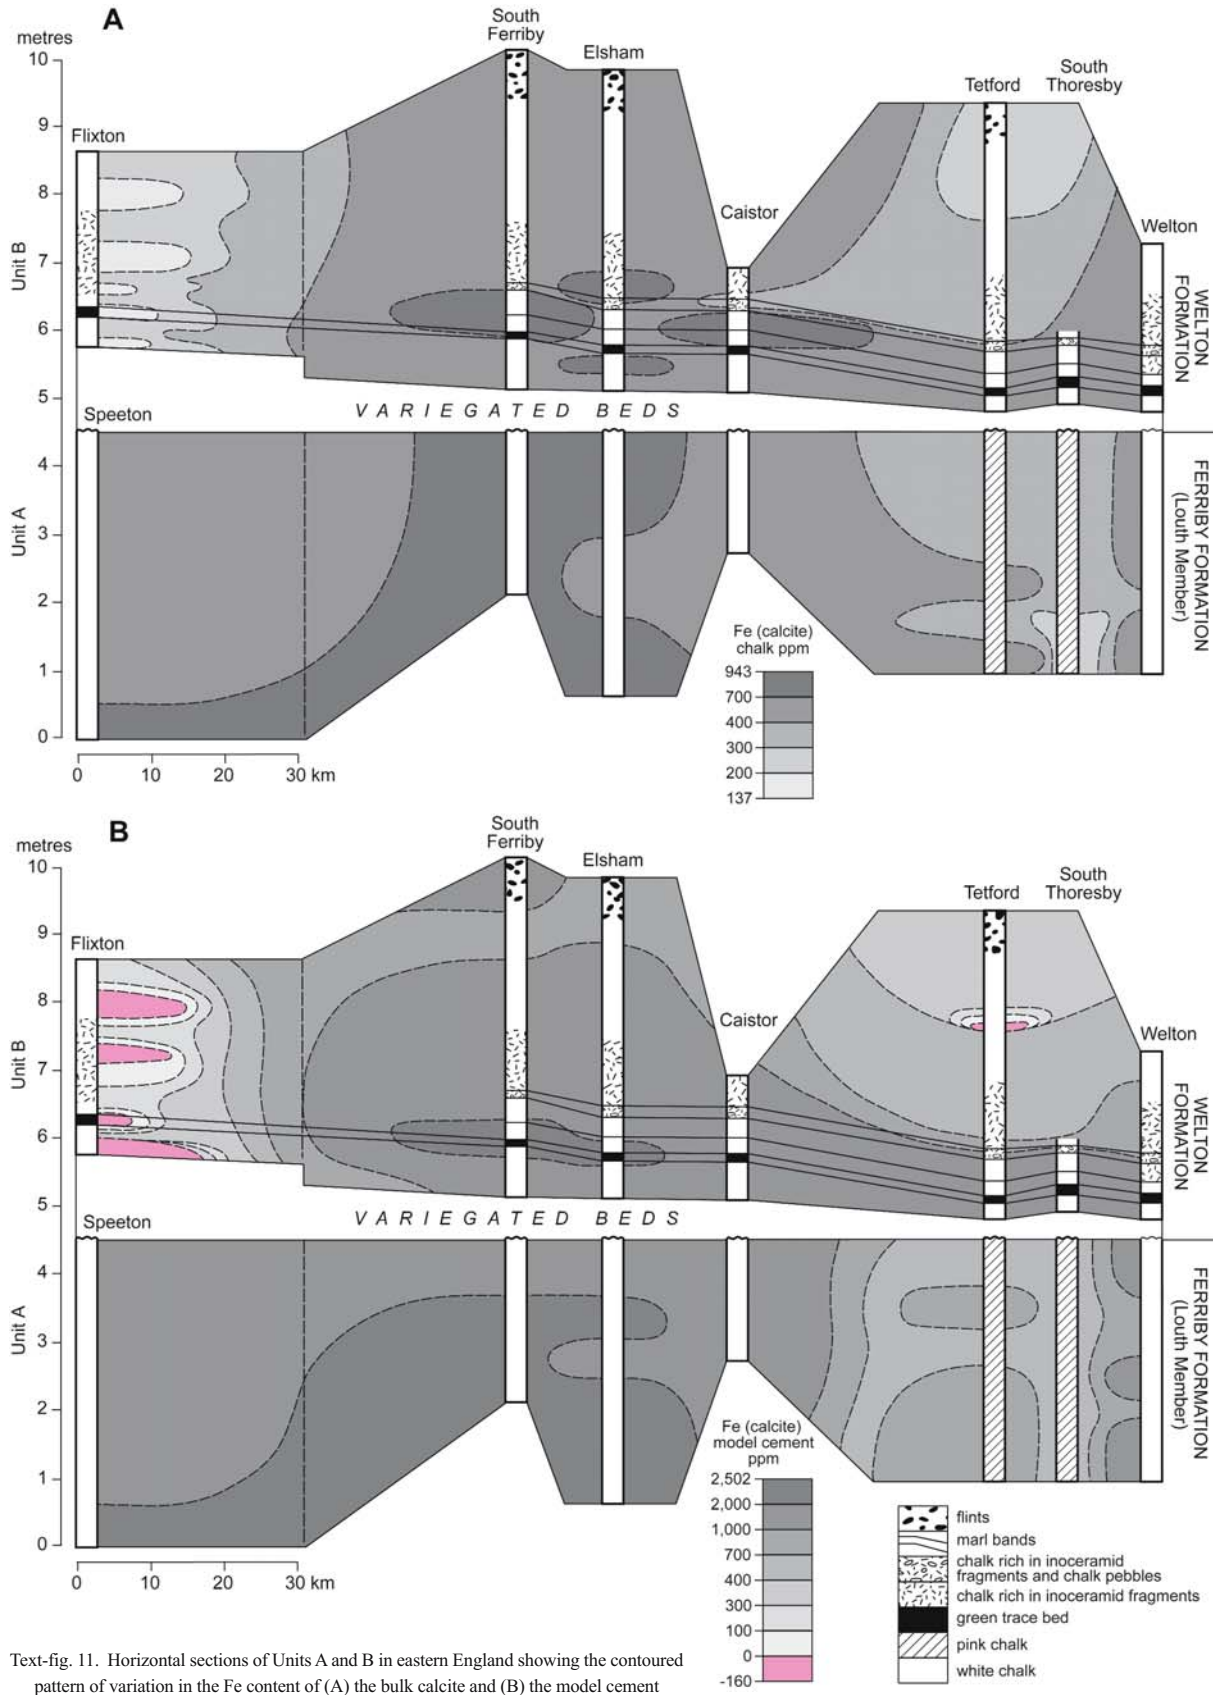 A
metres
10
9
8
7
6
5
4
3
2
1
0
Unit B
Unit A
Flixton
South
Ferriby
Elsham
Caistor
Tetford
South
Thoresby
Welton
WELTON
FORMATION
Speeton
VARIEGATED BEDS
FERRIBY FORMATION
(Louth Member)
0 10 20 30 km
Fe (calcite)
chalk ppm
943
700
400
300
200
137
B
metres
10
9
8
7
6
5
4
3
2
1
0
Unit B
Unit A
Flixton
South
Ferriby
Elsham
Caistor
Tetford
South
Thoresby
Welton
WELTON
FORMATION
Speeton
VARIEGATED BEDS
FERRIBY FORMATION
(Louth Member)
0 10 20 30 km
Fe (calcite)
model cement
ppm
2,502
2,000
1,000
700
400
300
100
0
-160
flints
marl bands
chalk rich in inoceramid
fragments and chalk pebbles
chalk rich in inoceramid fragments
green trace bed
pink chalk
white chalk
Text-fig. 11. Horizontal sections of Units A and B in eastern England showing the contoured
pattern of variation in the Fe content of (A) the bulk calcite and (B) the model cement